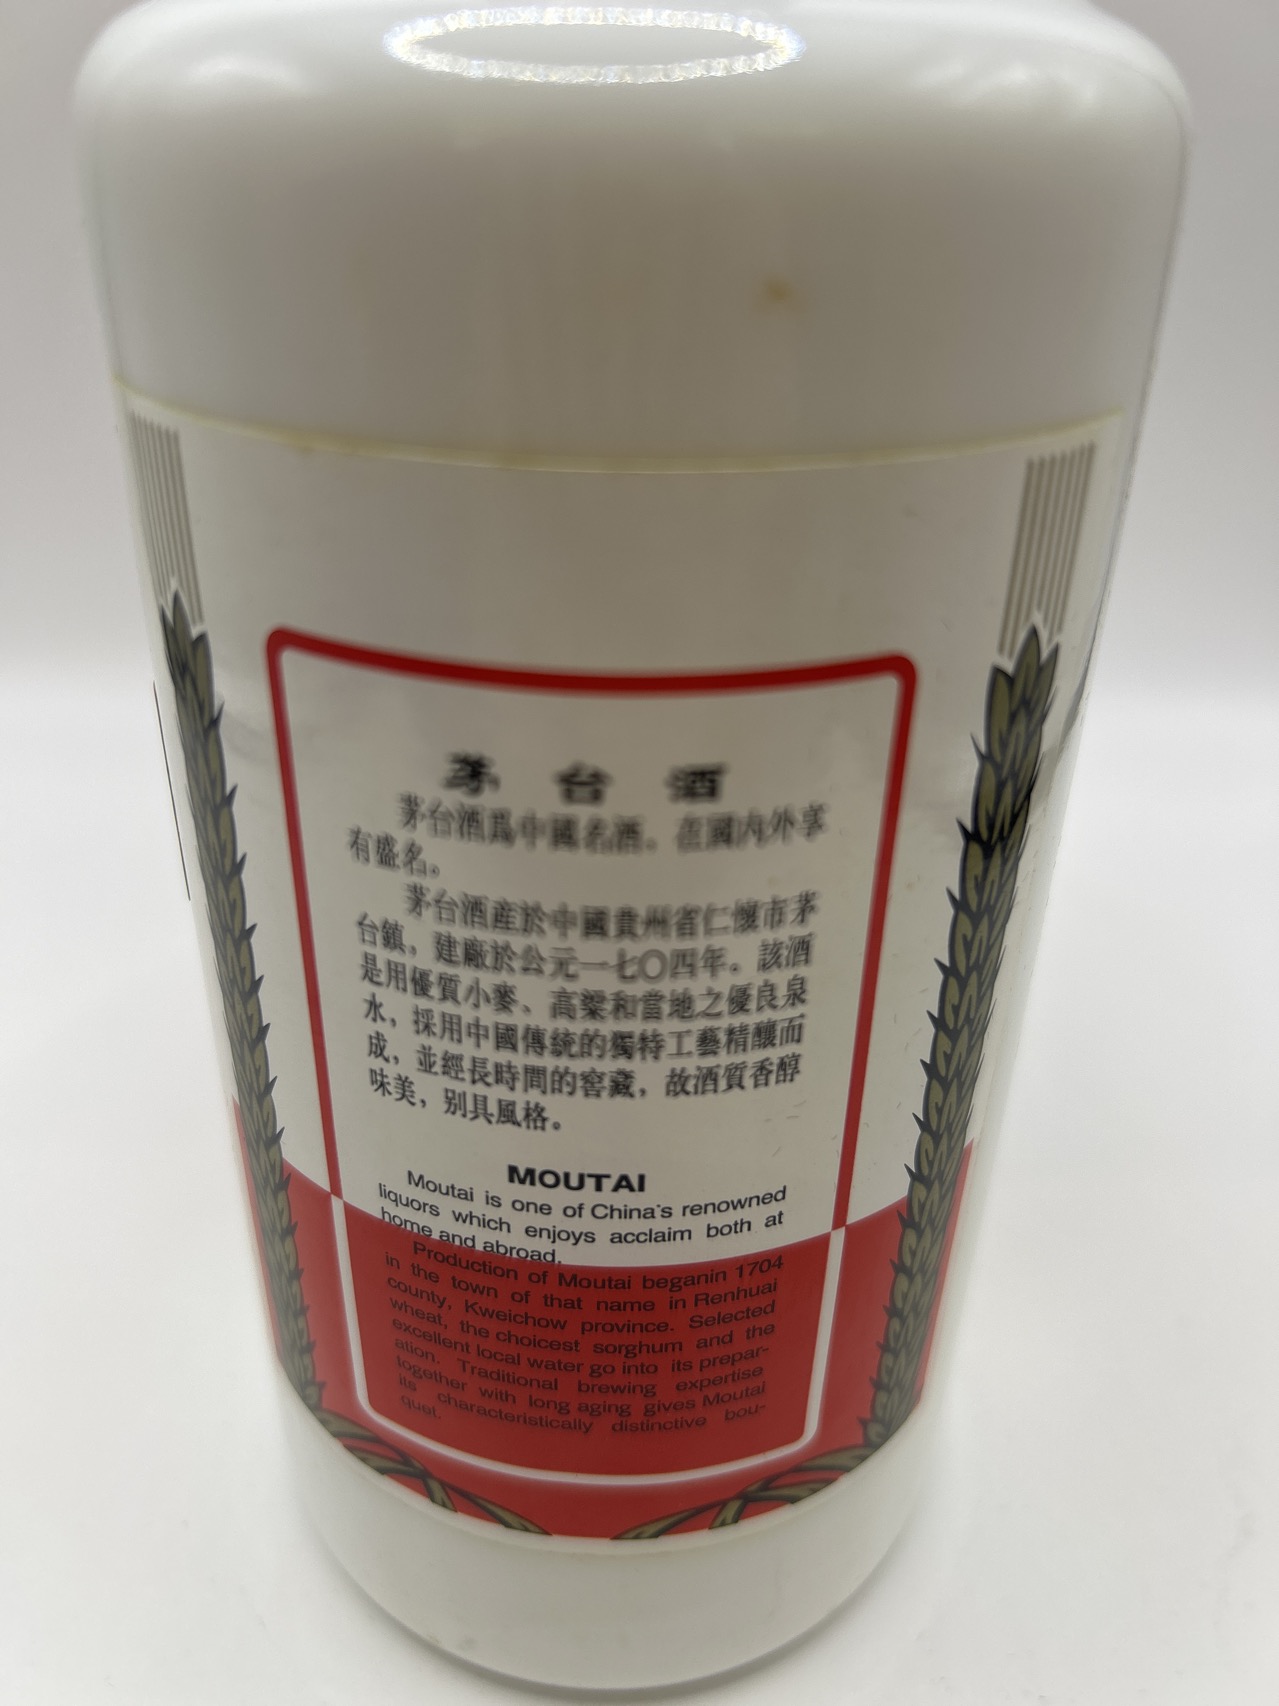 茅台酒
茅台酒爲中國名酒。在國内外享
有盛名。
茅台酒産於中國貴州省仁懷市茅
台鎮，建廠於公元一七〇四年。該酒
是用優質小麥、高粱和當地之優良泉
水，採用中國傳統的獨特工藝精釀而
成，並經長時間的窖藏，故酒質香醇
味美，别具風格。
MOUTAI
Moutai is one of China's renowned
liquors which enjoys acclaim both at
home and abroad.
Production of Moutai beganin 1704
in the town of that name in Renhuai
county, Kweichow province. Selected
wheat, the choicest sorghum and the
excellent local water go into its prepar-
ation. Traditional brewing expertise
together with long aging gives Moutai
its characteristically distinctive bou-
quet.